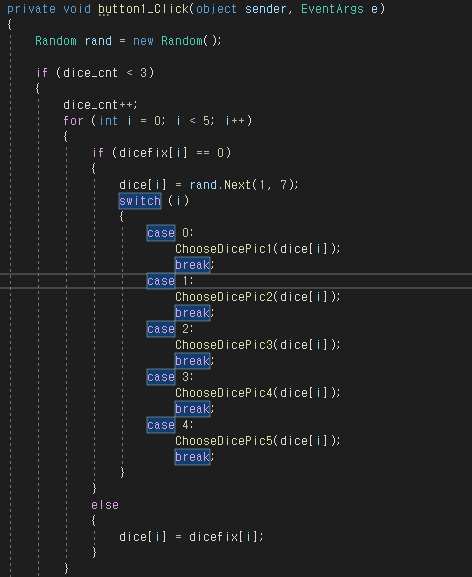 private void button1_Click(object sender, EventArgs e)
{
    Random rand = new Random();

    if (dice_cnt < 3)
    {
        dice_cnt++;
        for (int i = 0; i < 5; i++)
        {
            if (dicefix[i] == 0)
            {
                dice[i] = rand.Next(1, 7);
                switch (i)
                {
                    case 0:
                        ChooseDicePic1(dice[i]);
                        break;
                    case 1:
                        ChooseDicePic2(dice[i]);
                        break;
                    case 2:
                        ChooseDicePic3(dice[i]);
                        break;
                    case 3:
                        ChooseDicePic4(dice[i]);
                        break;
                    case 4:
                        ChooseDicePic5(dice[i]);
                        break;
                }
            }
            else
            {
                dice[i] = dicefix[i];
            }
        }